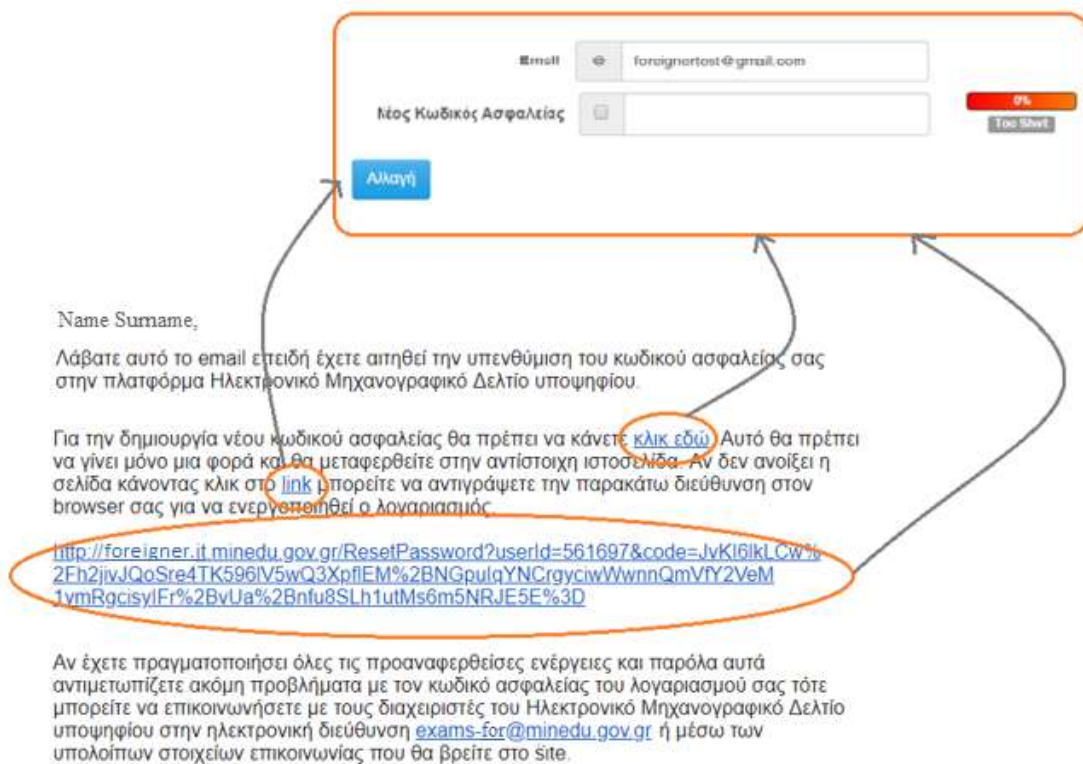 Email @ foreignertest@gmail.com
Νέος Κωδικός Ασφαλείας
0%
Too Short
Αλλαγή
Name Surname,
Λάβατε αυτό το email επειδή έχετε αιτηθεί την υπενθύμιση του κωδικού ασφαλείας σας
στην πλατφόρμα Ηλεκτρονικό Μηχανογραφικό Δελτίο υποψηφίου.
Για την δημιουργία νέου κωδικού ασφαλείας θα πρέπει να κάνετε κλικ εδώ. Αυτό θα πρέπει
να γίνει μόνο μια φορά και θα μεταφερθείτε στην αντίστοιχη ιστοσελίδα. Αν δεν ανοίξει η
σελίδα κάνοντας κλικ στο link μπορείτε να αντιγράψετε την παρακάτω διεύθυνση στον
browser σας για να ενεργοποιηθεί ο λογαριασμός.
http://foreigner.it.minedu.gov.gr/ResetPassword?userId=561697&code=JvKl6lkLCw%
2Fh2jivJQoSre4TK596lV5wQ3XpflEM%2BNGpulqYNCrgyciwWwnnQmVfY2VeM
1ymRgcisylFr%2BvUa%2Bnfu8SLh1utMs6m5NRJE5E%3D
Αν έχετε πραγματοποιήσει όλες τις προαναφερθείσες ενέργειες και παρόλα αυτά
αντιμετωπίζετε ακόμη προβλήματα με τον κωδικό ασφαλείας του λογαριασμού σας τότε
μπορείτε να επικοινωνήσετε με τους διαχειριστές του Ηλεκτρονικό Μηχανογραφικό Δελτίο
υποψηφίου στην ηλεκτρονική διεύθυνση exams-for@minedu.gov.gr ή μέσω των
υπολοίπων στοιχείων επικοινωνίας που θα βρείτε στο site.